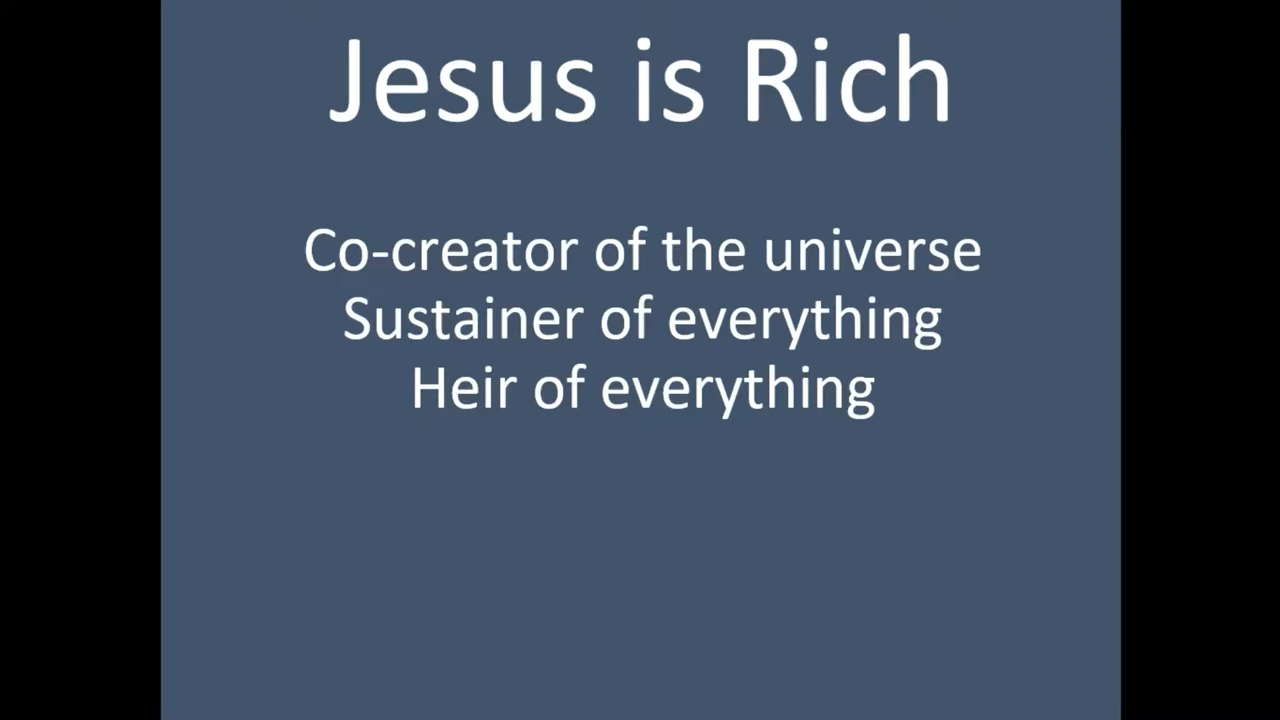 Jesus is Rich
Co-creator of the universe
Sustainer of everything
Heir of everything